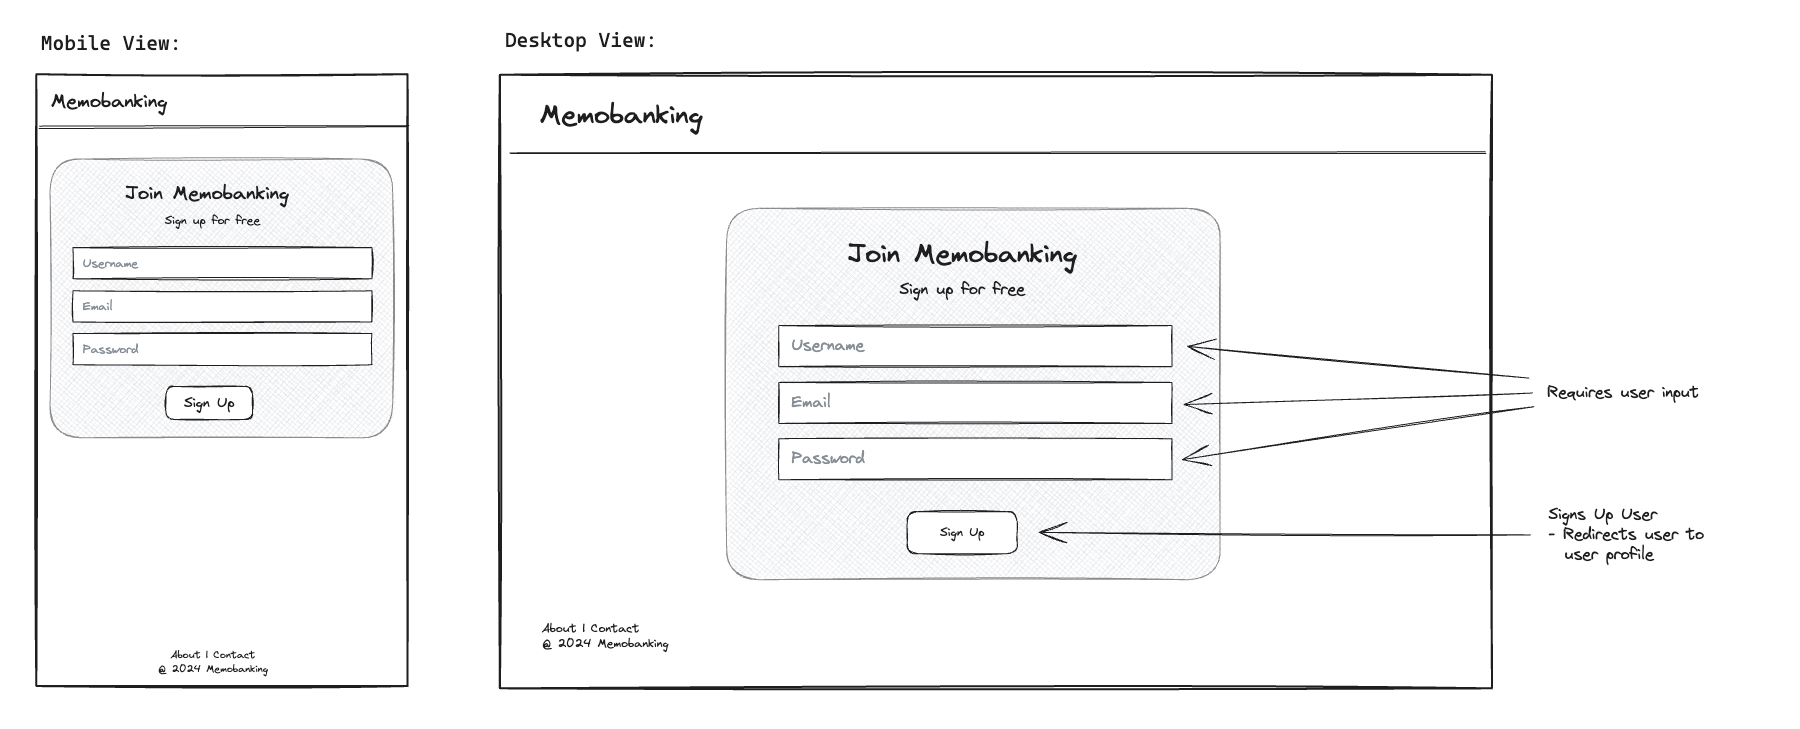 Mobile View:
Memobanking
Join Memobanking
Sign up for free
Username
Email
Password
Sign Up
About | Contact
@ 2024 Memobanking
Desktop View:
Memobanking
Join Memobanking
Sign up for free
Username
Email
Password
Sign Up
About | Contact
@ 2024 Memobanking
Requires user input
Signs Up User
- Redirects user to
user profile